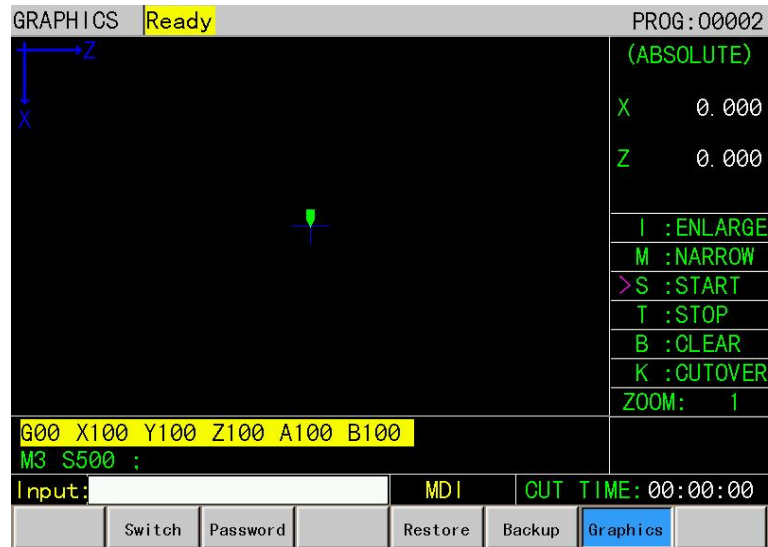 GRAPHICS Ready PROG:O0002
Z
X
(ABSOLUTE)
X 0.000
Z 0.000
I :ENLARGE
M :NARROW
>S :START
T :STOP
B :CLEAR
K :CUTOVER
ZOOM: 1
G00 X100 Y100 Z100 A100 B100
M3 S500 ;
Input: MDI CUT TIME:00:00:00
Switch Password Restore Backup Graphics